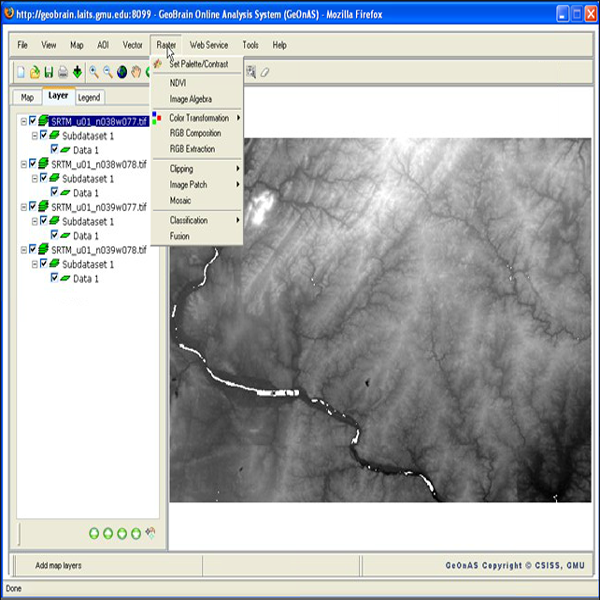 http://geobrain.laits.gmu.edu:8099 - GeoBrain Online Analysis System (GeOnAS) - Mozilla Firefox
File View Map AOI Vector Raster Web Service Tools Help
Set Palette/Contrast
NDVI
Image Algebra
Color Transformation
RGB Composition
RGB Extraction
Clipping
Image Patch
Mosaic
Classification
Fusion
Map Layer Legend
SRTM_u01_n038w077.tif
Subdataset 1
Data 1
SRTM_u01_n038w078.tif
Subdataset 1
Data 1
SRTM_u01_n039w077.tif
Subdataset 1
Data 1
SRTM_u01_n039w078.tif
Subdataset 1
Data 1
Add map layers
GeOnAS Copyright © CSISS, GMU
Done